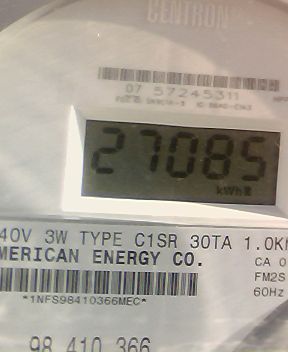 CENTRON
07 57245311
27085
kWh
40V 3W TYPE C1SR 30TA 1.0K
MERICAN ENERGY CO.
CA 0
FM2S
*1NFS98410366MEC*
60Hz
98 410 366